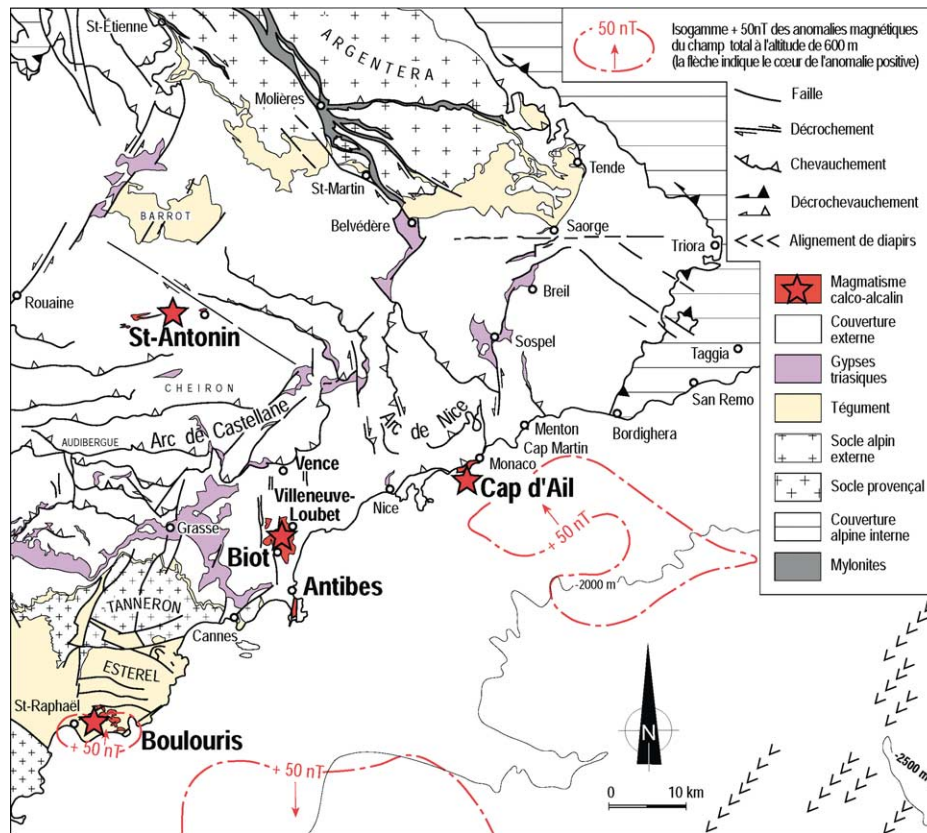 - 50 nT
Isogamme + 50nT des anomalies magnétiques
du champ total à l'altitude de 600 m
(la flèche indique le cœur de l'anomalie positive)
Faille
Décrochement
Chevauchement
Décrochevauchement
Alignement de diapirs
Magmatisme
calco-alcalin
Couverture
externe
Gypses
triasiques
Tégument
Socle alpin
externe
Socle provençal
Couverture
alpine interne
Mylonites
St-Étienne
ARGENTERA
Molières
St-Martin
Tende
BARROT
Belvédère
Saorge
Triora
Rouaine
Breil
St-Antonin
Sospel
Taggia
CHEIRON
San Remo
Arc de Castellane
Arc de Nice
Menton
Bordighera
AUDIBERGUE
Cap Martin
Monaco
Vence
Cap d'Ail
Villeneuve-
Loubet
Nice
+ 50 nT
Grasse
Biot
-2000 m
Antibes
TANNERON
Cannes
ESTEREL
St-Raphaël
Boulouris
+ 50 nT
+ 50 nT
N
0 10 km
-2500 m